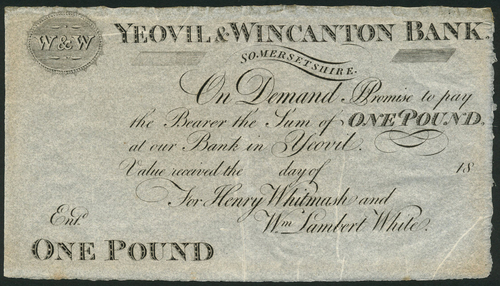 W & W
YEOVIL & WINCANTON BANK.
SOMERSETSHIRE.
On Demand I Promise to pay
the Bearer the Sum of ONE POUND.
at our Bank in Yeovil.
Value received the day of 18
For Henry Whitmash and
Wm. Lambert White.
Entd.
ONE POUND